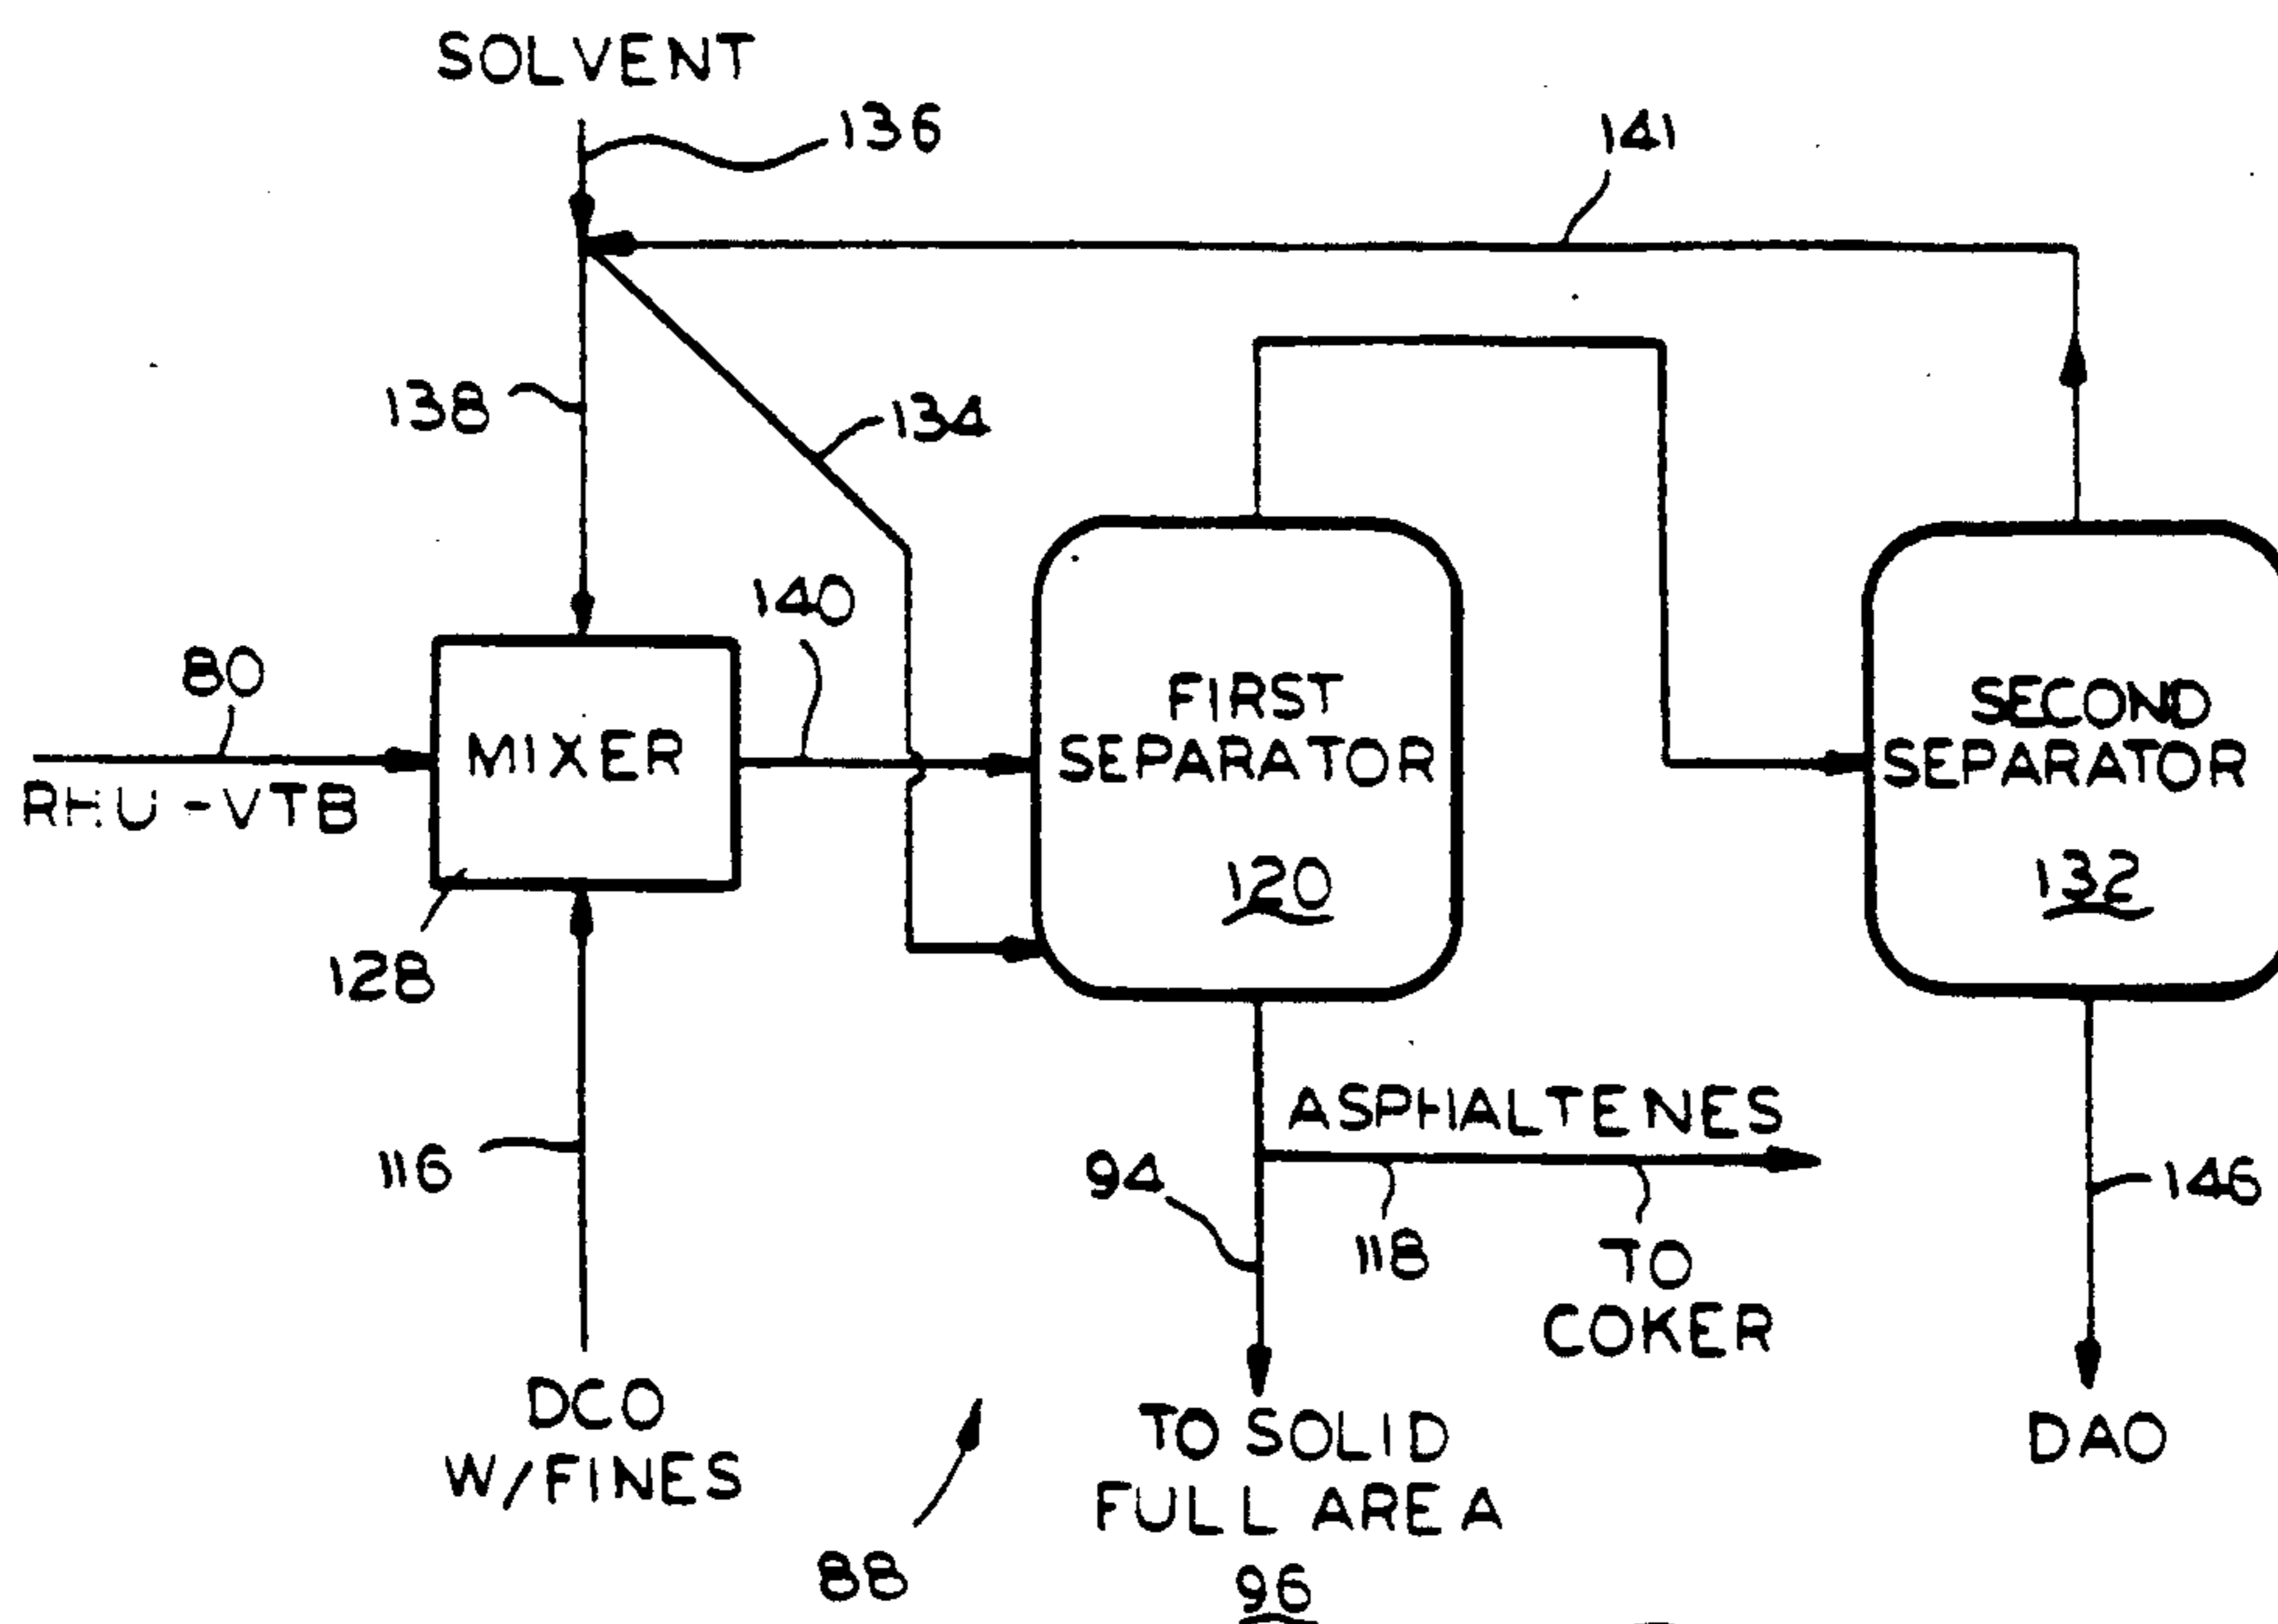 SOLVENT
136
141
138
134
140
80
RHU-VTB
MIXER
FIRST
SEPARATOR
120
SECOND
SEPARATOR
132
128
116
ASPHALTENES
94
118
TO
COKER
146
DCO
W/FINES
88
TO SOLID
FULL AREA
96
DAO